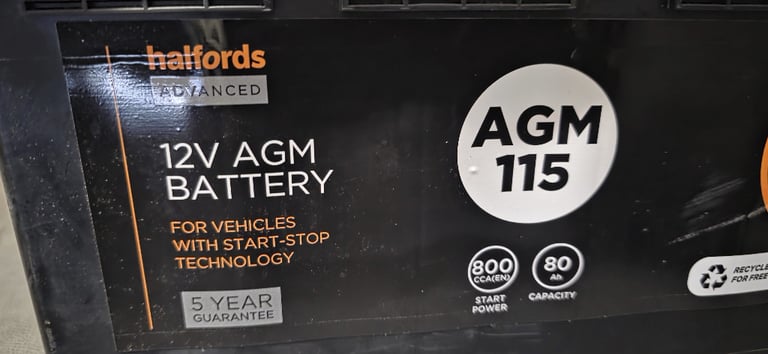 halfords
ADVANCED
12V AGM
BATTERY
FOR VEHICLES
WITH START-STOP
TECHNOLOGY
5 YEAR
GUARANTEE
AGM
115
800
CCA(EN)
START
POWER
80
Ah
CAPACITY
RECYCLE
FOR FREE